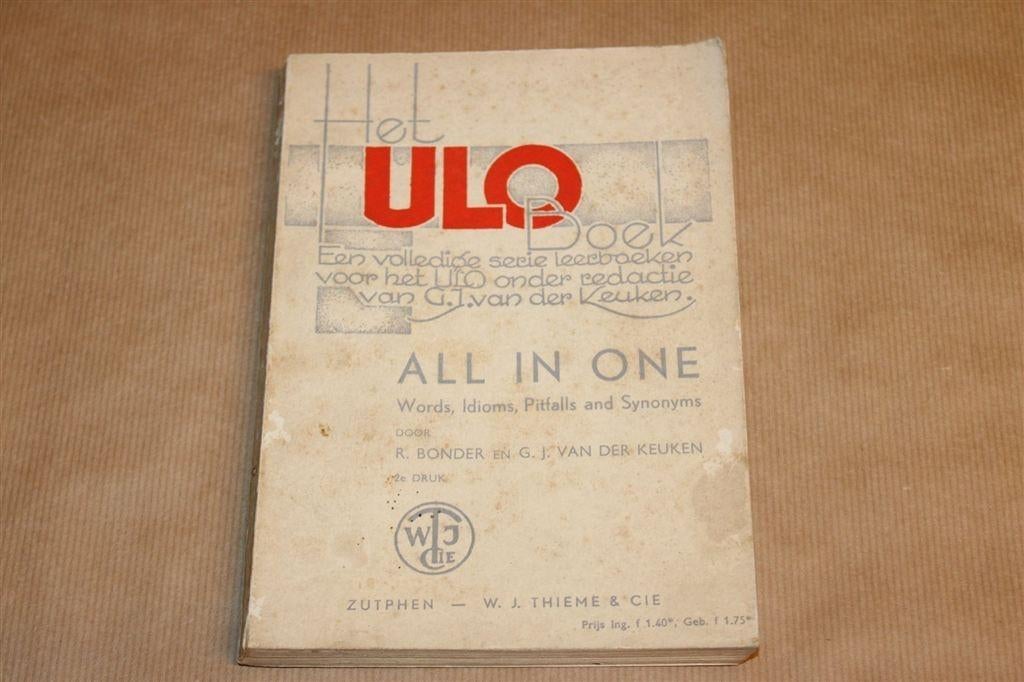 Het
ULO
Boek
Een volledige serie leerboeken
voor het ULO onder redactie
van G.J. van der Keuken.
ALL IN ONE
Words, Idioms, Pitfalls and Synonyms
DOOR
R. BONDER EN G. J. VAN DER KEUKEN
2e DRUK
W T J
CIE
ZUTPHEN — W. J. THIEME & CIE
Prijs Ing. f 1.40*, Geb. f 1.75*